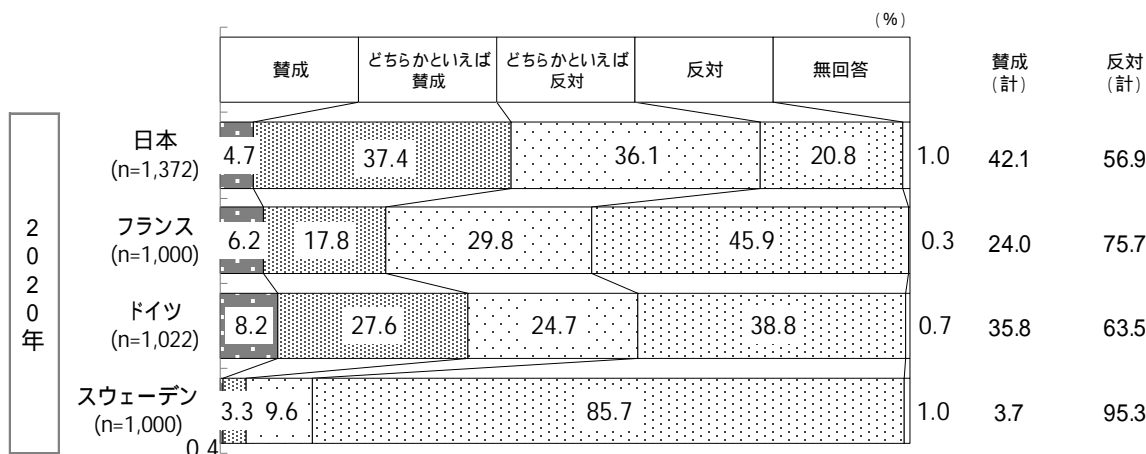 (%)
賛成 どちらかといえば賛成 どちらかといえば反対 反対 無回答 賛成(計) 反対(計)
2020年
日本 (n=1,372) 4.7 37.4 36.1 20.8 1.0 42.1 56.9
フランス (n=1,000) 6.2 17.8 29.8 45.9 0.3 24.0 75.7
ドイツ (n=1,022) 8.2 27.6 24.7 38.8 0.7 35.8 63.5
スウェーデン (n=1,000) 0.4 3.3 9.6 85.7 1.0 3.7 95.3